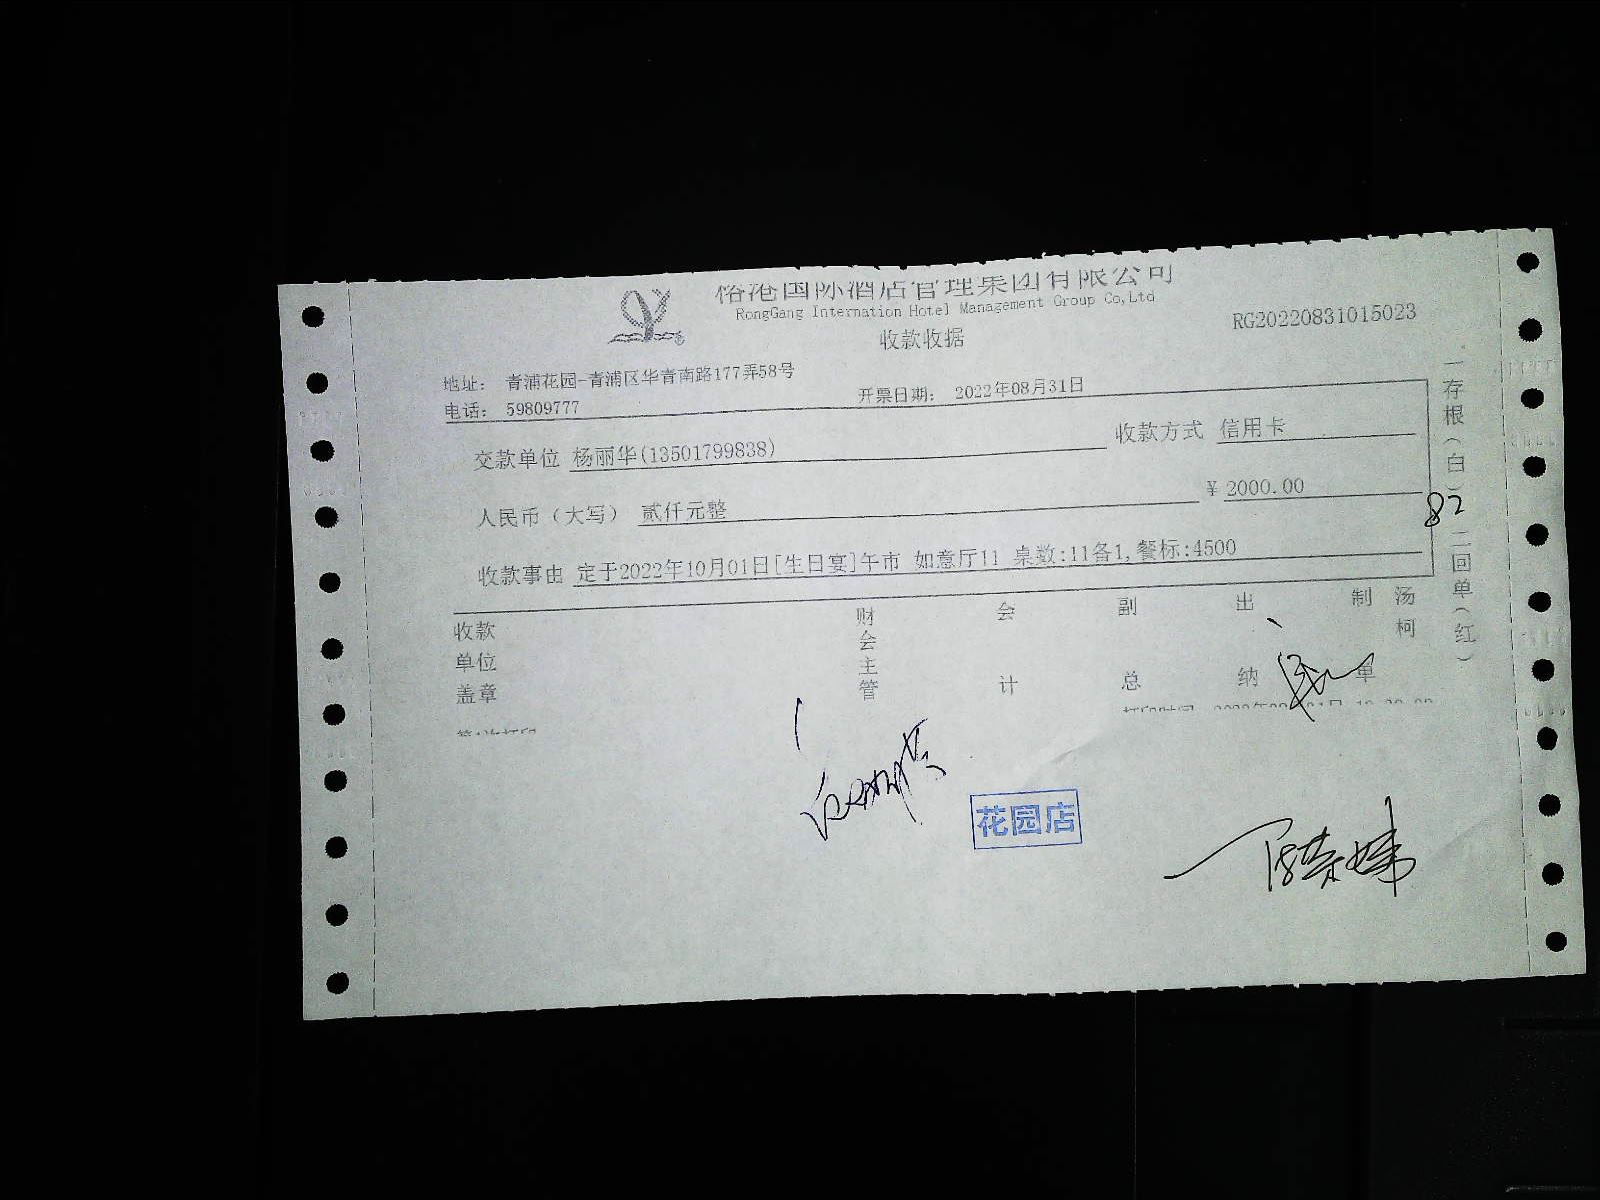 裕港国际酒店管理集团有限公司
RongGang Internation Hotel Management Group Co,Ltd
收款收据
RG20220831015023
地址： 青浦花园-青浦区华青南路177弄58号
电话： 59809777
开票日期： 2022年08月31日
交款单位 杨丽华(13501799838)
收款方式 信用卡
人民币（大写） 贰仟元整
￥ 2000.00
收款事由 定于2022年10月01日[生日宴]午市 如意厅11 桌数:11备1,餐标:4500
收款单位盖章
财会主管
会计
副总
出纳
制单
汤柯
一存根（白）
二回单（红）
82
花园店